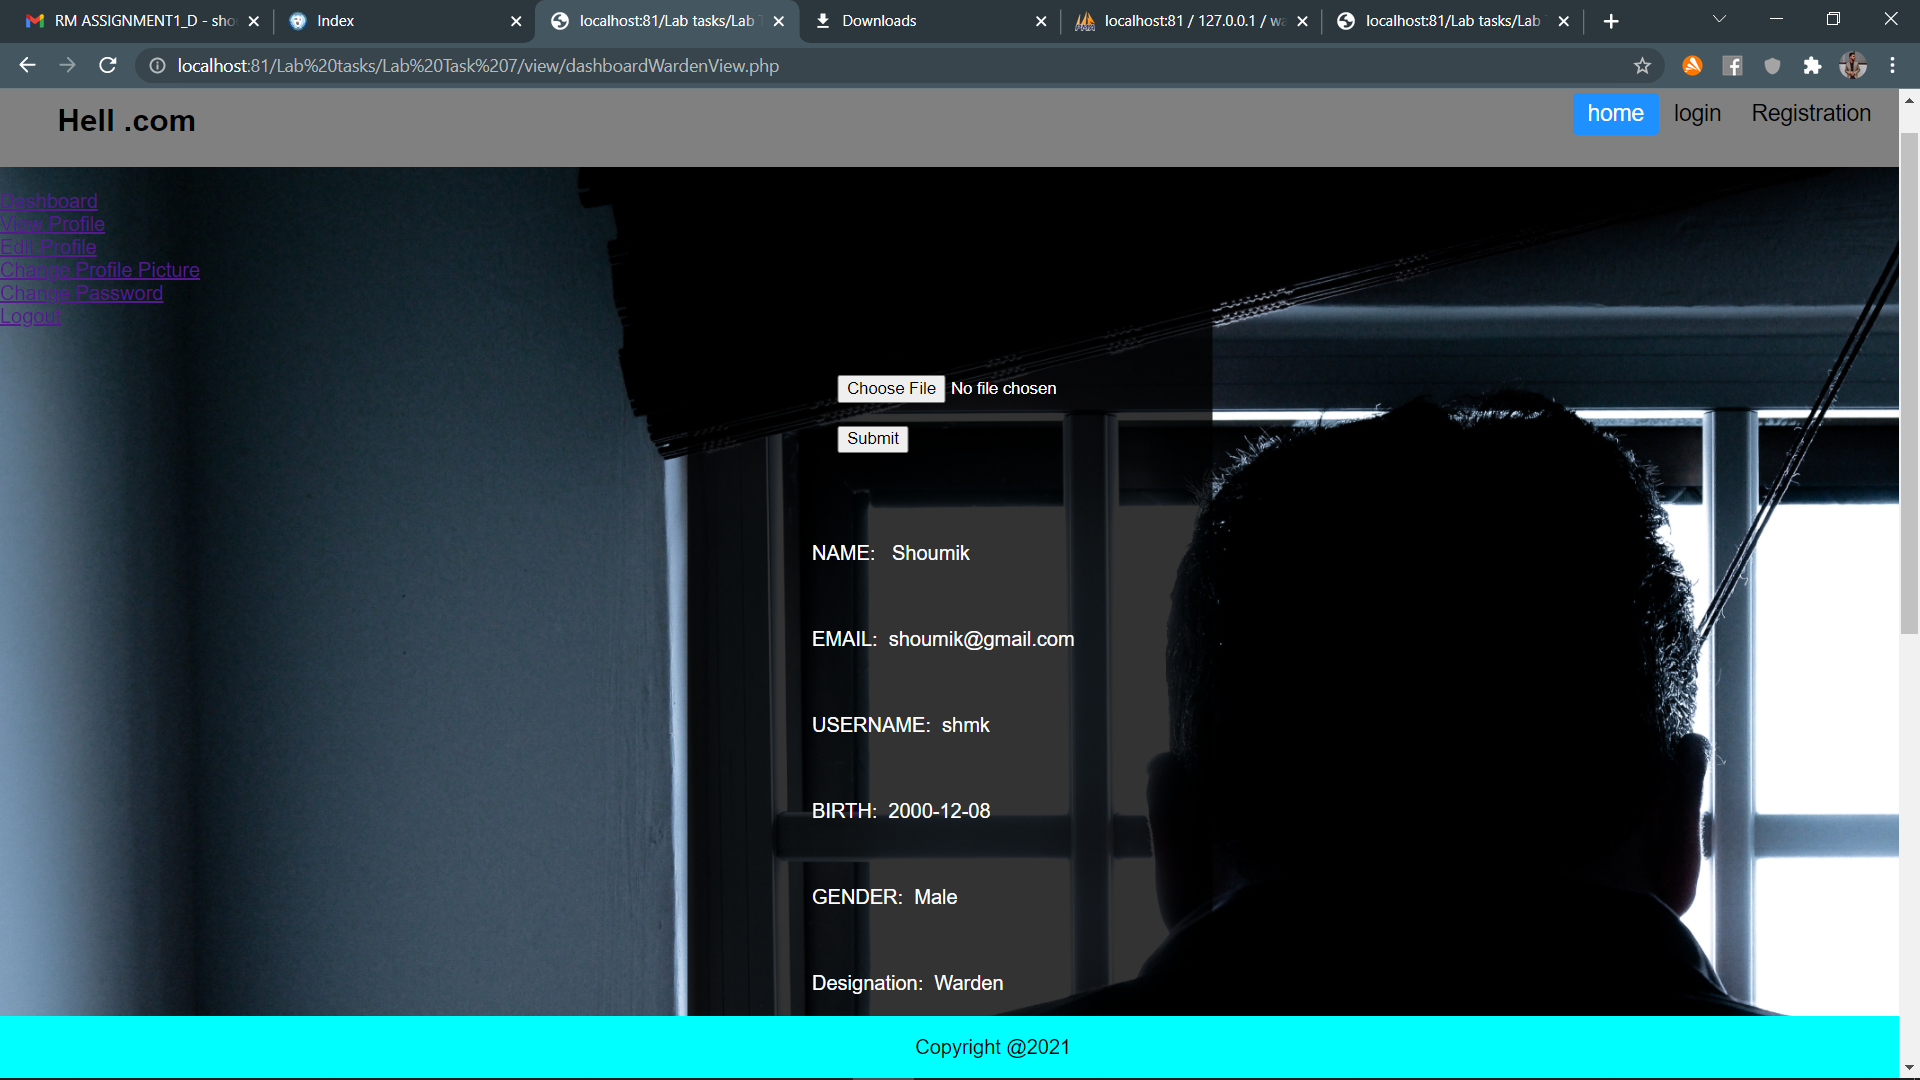 RM ASSIGNMENT1_D - sho
Index
localhost:81/Lab tasks/Lab T
Downloads
localhost:81 / 127.0.0.1 / wa
localhost:81/Lab tasks/Lab
localhost:81/Lab%20tasks/Lab%20Task%207/view/dashboardWardenView.php
Hell .com
home login Registration
Dashboard
View Profile
Edit Profile
Change Profile Picture
Change Password
Logout
Choose File No file chosen
Submit
NAME: Shoumik
EMAIL: shoumik@gmail.com
USERNAME: shmk
BIRTH: 2000-12-08
GENDER: Male
Designation: Warden
Copyright @2021